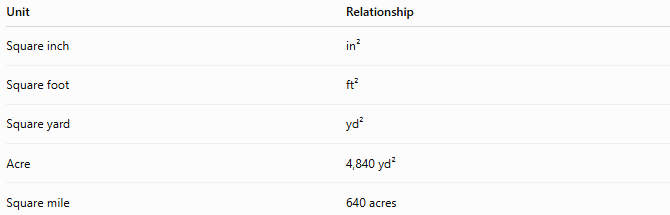 Unit Relationship
Square inch in²
Square foot ft²
Square yard yd²
Acre 4,840 yd²
Square mile 640 acres